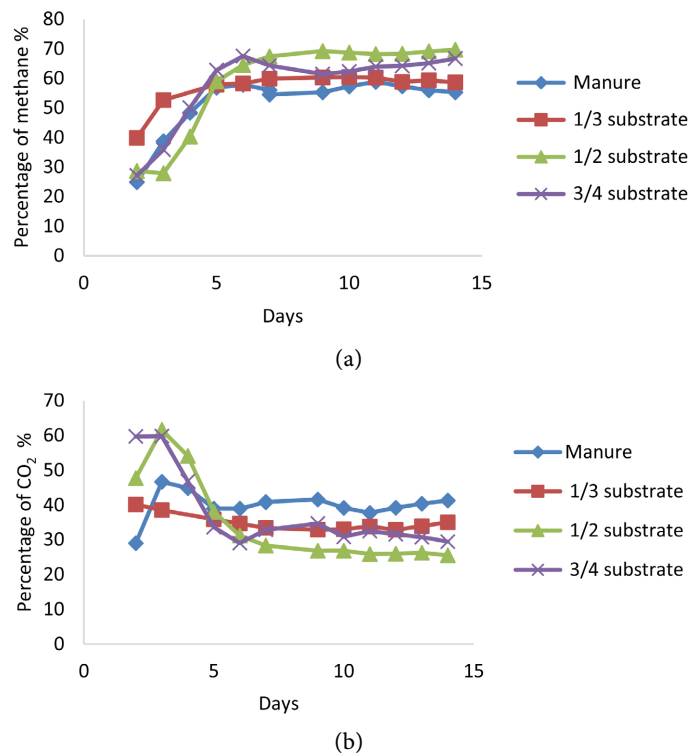 Percentage of methane %
80
70
60
50
40
30
20
10
0
0 5 10 15
Days
Manure
1/3 substrate
1/2 substrate
3/4 substrate
(a)
Percentage of CO₂ %
70
60
50
40
30
20
10
0
0 5 10 15
Days
Manure
1/3 substrate
1/2 substrate
3/4 substrate
(b)